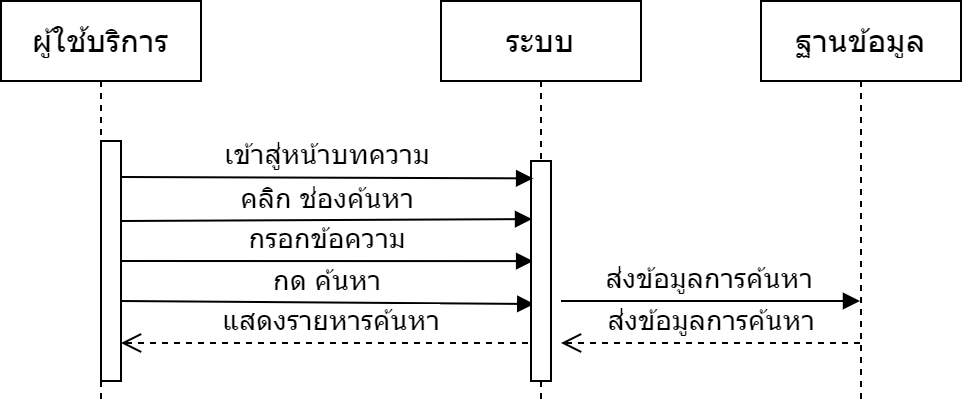 ผู้ใช้บริการ
ระบบ
ฐานข้อมูล
เข้าสู่หน้าบทความ
คลิก ช่องค้นหา
กรอกข้อความ
กด ค้นหา
ส่งข้อมูลการค้นหา
แสดงรายหารค้นหา
ส่งข้อมูลการค้นหา